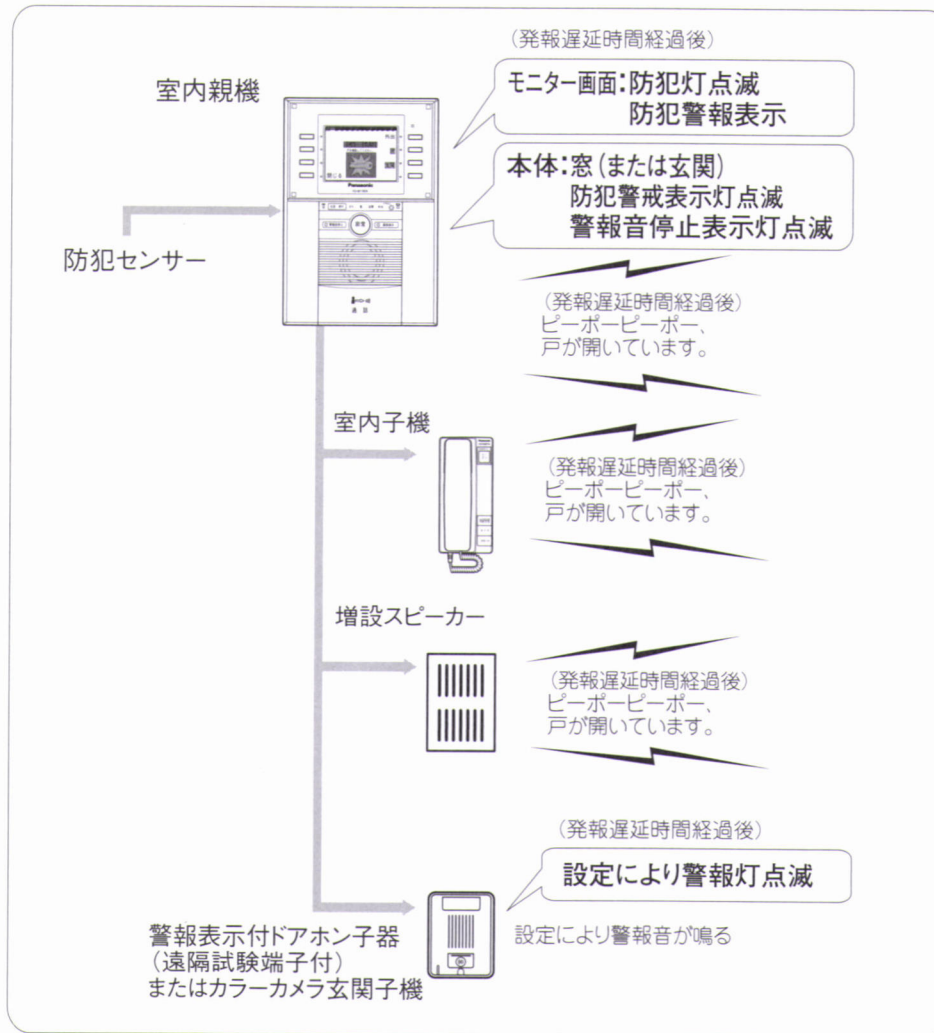 (発報遅延時間経過後)
モニター画面:防犯灯点滅
防犯警報表示
室内親機
本体:窓(または玄関)
防犯警戒表示灯点滅
警報音停止表示灯点滅
Panasonic
防犯センサー
(発報遅延時間経過後)
ピーポーピーポー、
戸が開いています。
室内子機
(発報遅延時間経過後)
ピーポーピーポー、
戸が開いています。
増設スピーカー
(発報遅延時間経過後)
ピーポーピーポー、
戸が開いています。
(発報遅延時間経過後)
設定により警報灯点滅
設定により警報音が鳴る
警報表示付ドアホン子器
(遠隔試験端子付)
またはカラーカメラ玄関子機